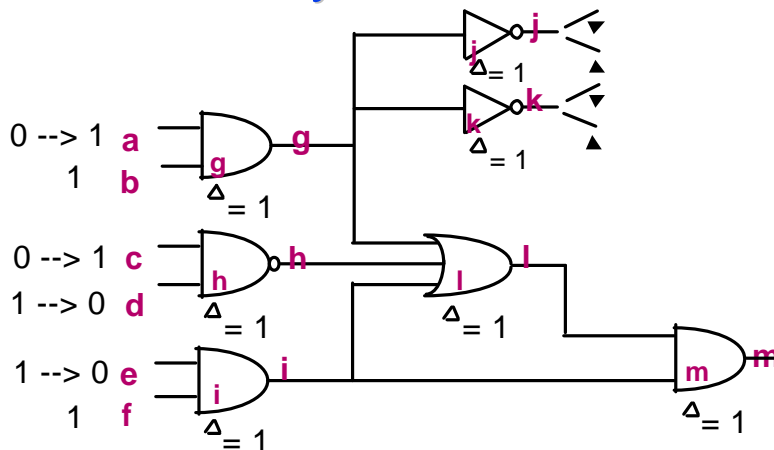 j
j
Δ = 1
k
k
Δ = 1
0 --> 1 a
g
g
1 b
Δ = 1
0 --> 1 c
h
h
l
l
1 --> 0 d
Δ = 1
Δ = 1
1 --> 0 e
i
i
m
m
1 f
Δ = 1
Δ = 1